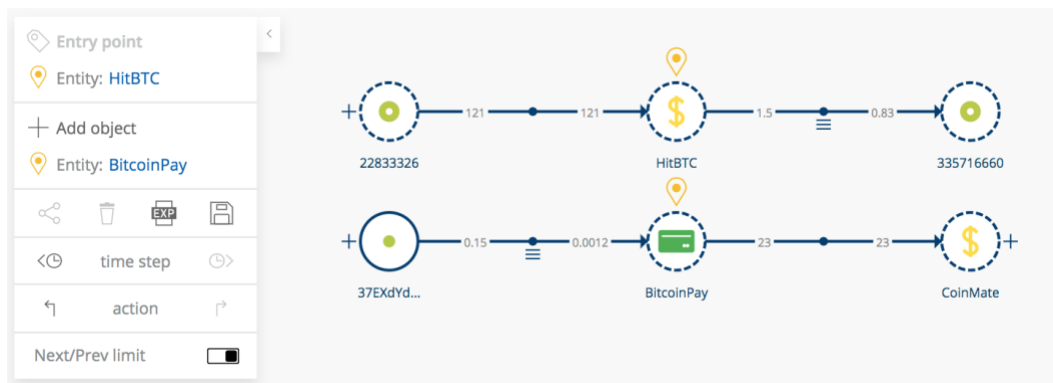 Entry point
Entity: HitBTC
Add object
Entity: BitcoinPay
EXP
time step
action
Next/Prev limit
121 121 1.5 0.83
22833326 HitBTC 335716660
0.15 0.0012 23 23
37EXdYd... BitcoinPay CoinMate